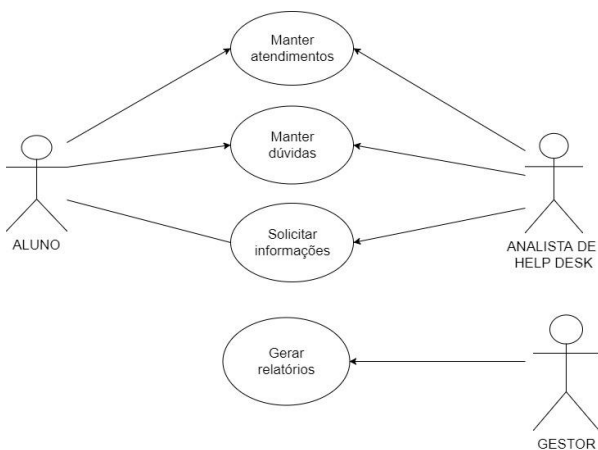 Manter
atendimentos
Manter
dúvidas
ALUNO
Solicitar
informações
ANALISTA DE
HELP DESK
Gerar
relatórios
GESTOR